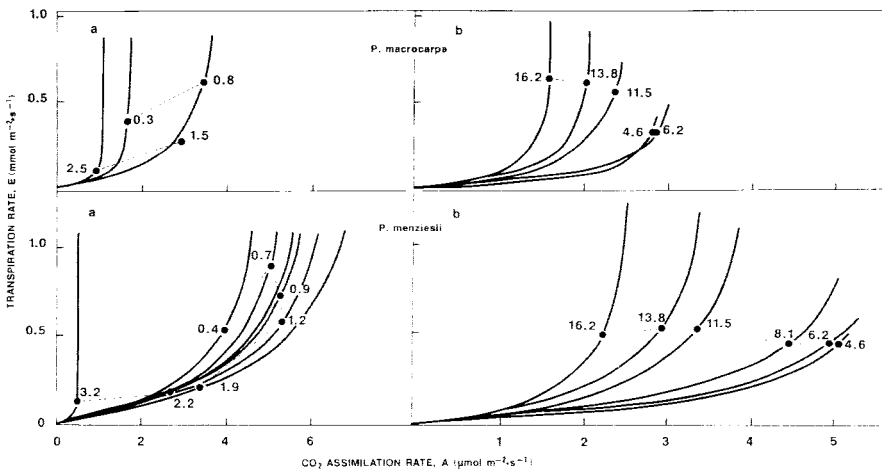 1.0
a
b
P. macrocarpa
0.8
0.3
1.5
2.5
0.5
0
16.2
13.8
11.5
4.6
6.2
TRANSPIRATION RATE, E (mmol m⁻²·s⁻¹)
a
b
P. menziesii
1.0
0.5
0
0.7
0.9
0.4
1.2
3.2
2.2
1.9
16.2
13.8
11.5
8.1
6.2
4.6
0 2 4 6
1 2 3 4 5
CO₂ ASSIMILATION RATE, A (μmol m⁻²·s⁻¹)